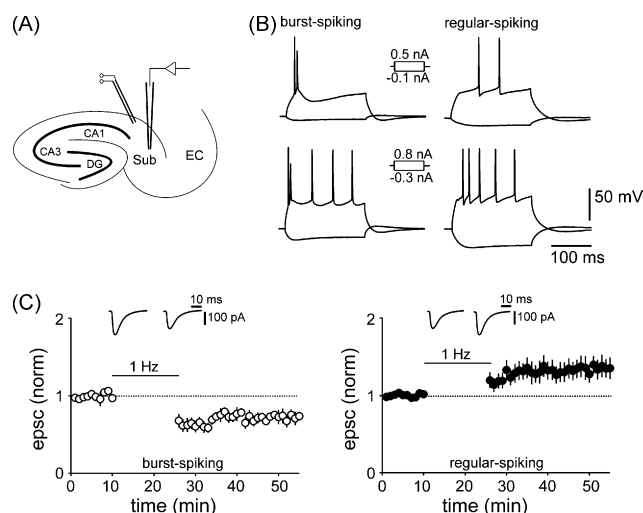 (A)
CA1
CA3
DG
Sub
EC
(B)
burst-spiking
regular-spiking
0.5 nA
-0.1 nA
0.8 nA
-0.3 nA
50 mV
100 ms
(C)
2
1
0
epsc (norm)
10 ms
100 pA
1 Hz
burst-spiking
0 10 20 30 40 50
time (min)
2
1
0
epsc (norm)
10 ms
100 pA
1 Hz
regular-spiking
0 10 20 30 40 50
time (min)